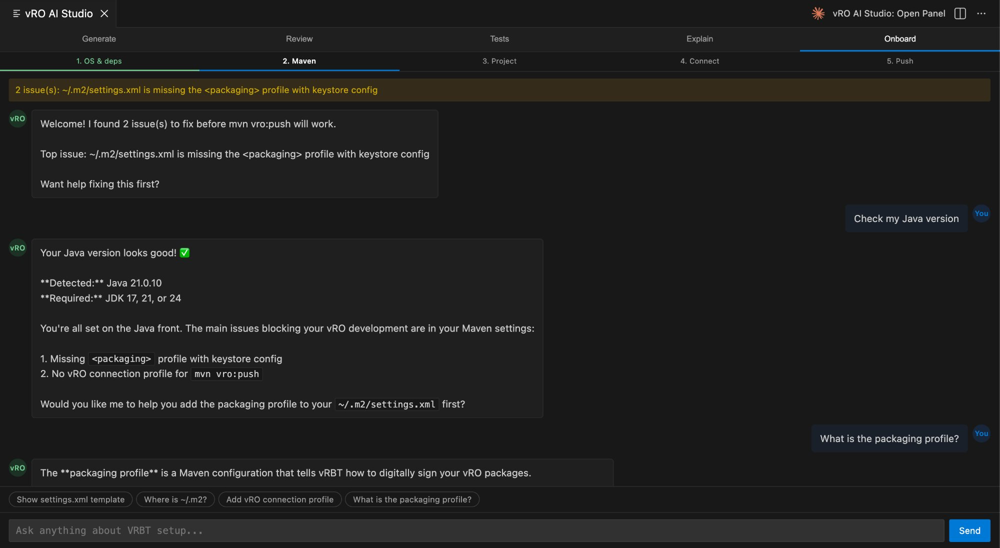 vRO AI Studio
vRO AI Studio: Open Panel
Generate Review Tests Explain Onboard
1. OS & deps 2. Maven 3. Project 4. Connect 5. Push
2 issue(s): ~/.m2/settings.xml is missing the <packaging> profile with keystore config
vRO
Welcome! I found 2 issue(s) to fix before mvn vro:push will work.
Top issue: ~/.m2/settings.xml is missing the <packaging> profile with keystore config
Want help fixing this first?
Check my Java version
You
vRO
Your Java version looks good! ✅
**Detected:** Java 21.0.10
**Required:** JDK 17, 21, or 24
You're all set on the Java front. The main issues blocking your vRO development are in your Maven settings:
1. Missing <packaging> profile with keystore config
2. No vRO connection profile for mvn vro:push
Would you like me to help you add the packaging profile to your ~/.m2/settings.xml first?
What is the packaging profile?
You
vRO
The **packaging profile** is a Maven configuration that tells vRBT how to digitally sign your vRO packages.
Show settings.xml template Where is ~/.m2? Add vRO connection profile What is the packaging profile?
Ask anything about VRBT setup...
Send